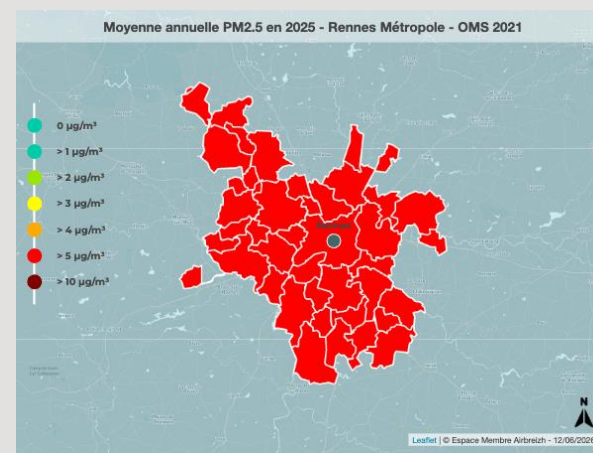 Moyenne annuelle PM2.5 en 2025 - Rennes Métropole - OMS 2021
0 µg/m³
> 1 µg/m³
> 2 µg/m³
> 3 µg/m³
> 4 µg/m³
> 5 µg/m³
> 10 µg/m³
N
Leaflet | © Espace Membre Airbreizh - 12/06/2026